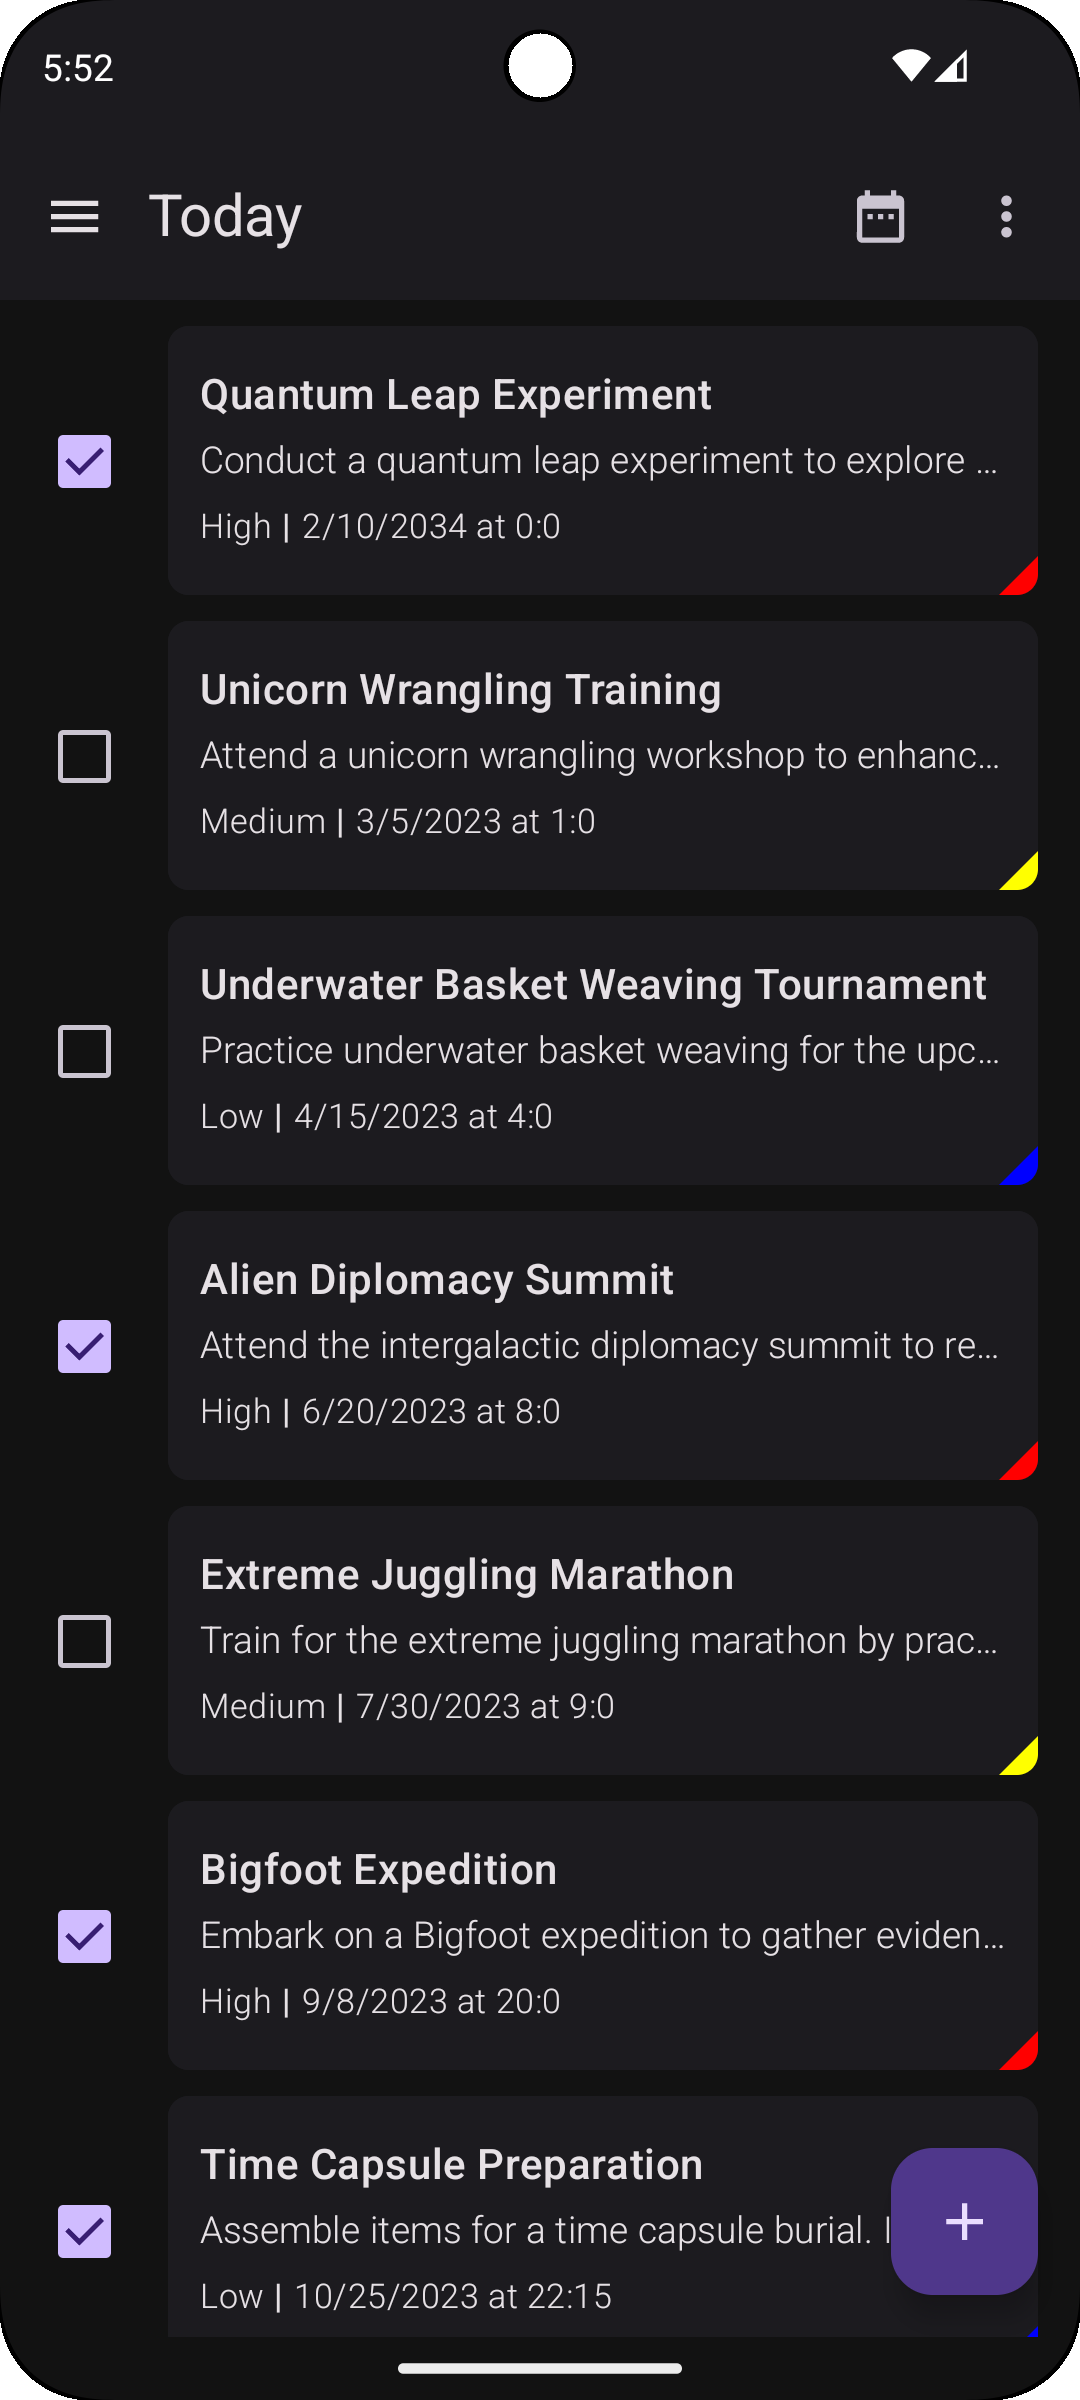 5:52
Today
Quantum Leap Experiment
Conduct a quantum leap experiment to explore ...
High | 2/10/2034 at 0:0
Unicorn Wrangling Training
Attend a unicorn wrangling workshop to enhanc...
Medium | 3/5/2023 at 1:0
Underwater Basket Weaving Tournament
Practice underwater basket weaving for the upc...
Low | 4/15/2023 at 4:0
Alien Diplomacy Summit
Attend the intergalactic diplomacy summit to re...
High | 6/20/2023 at 8:0
Extreme Juggling Marathon
Train for the extreme juggling marathon by prac...
Medium | 7/30/2023 at 9:0
Bigfoot Expedition
Embark on a Bigfoot expedition to gather eviden...
High | 9/8/2023 at 20:0
Time Capsule Preparation
Assemble items for a time capsule burial.
Low | 10/25/2023 at 22:15